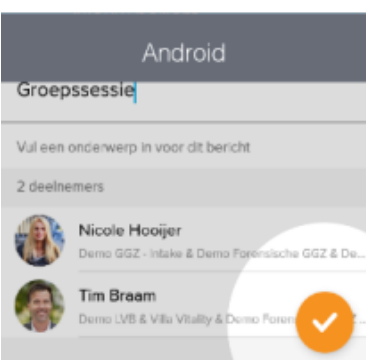 Android
Groepssessie
Vul een onderwerp in voor dit bericht
2 deelnemers
Nicole Hooijer
Demo GGZ - Intake & Demo Forensische GGZ & De...
Tim Braam
Demo LVB & Villa Vitality & Demo Foren